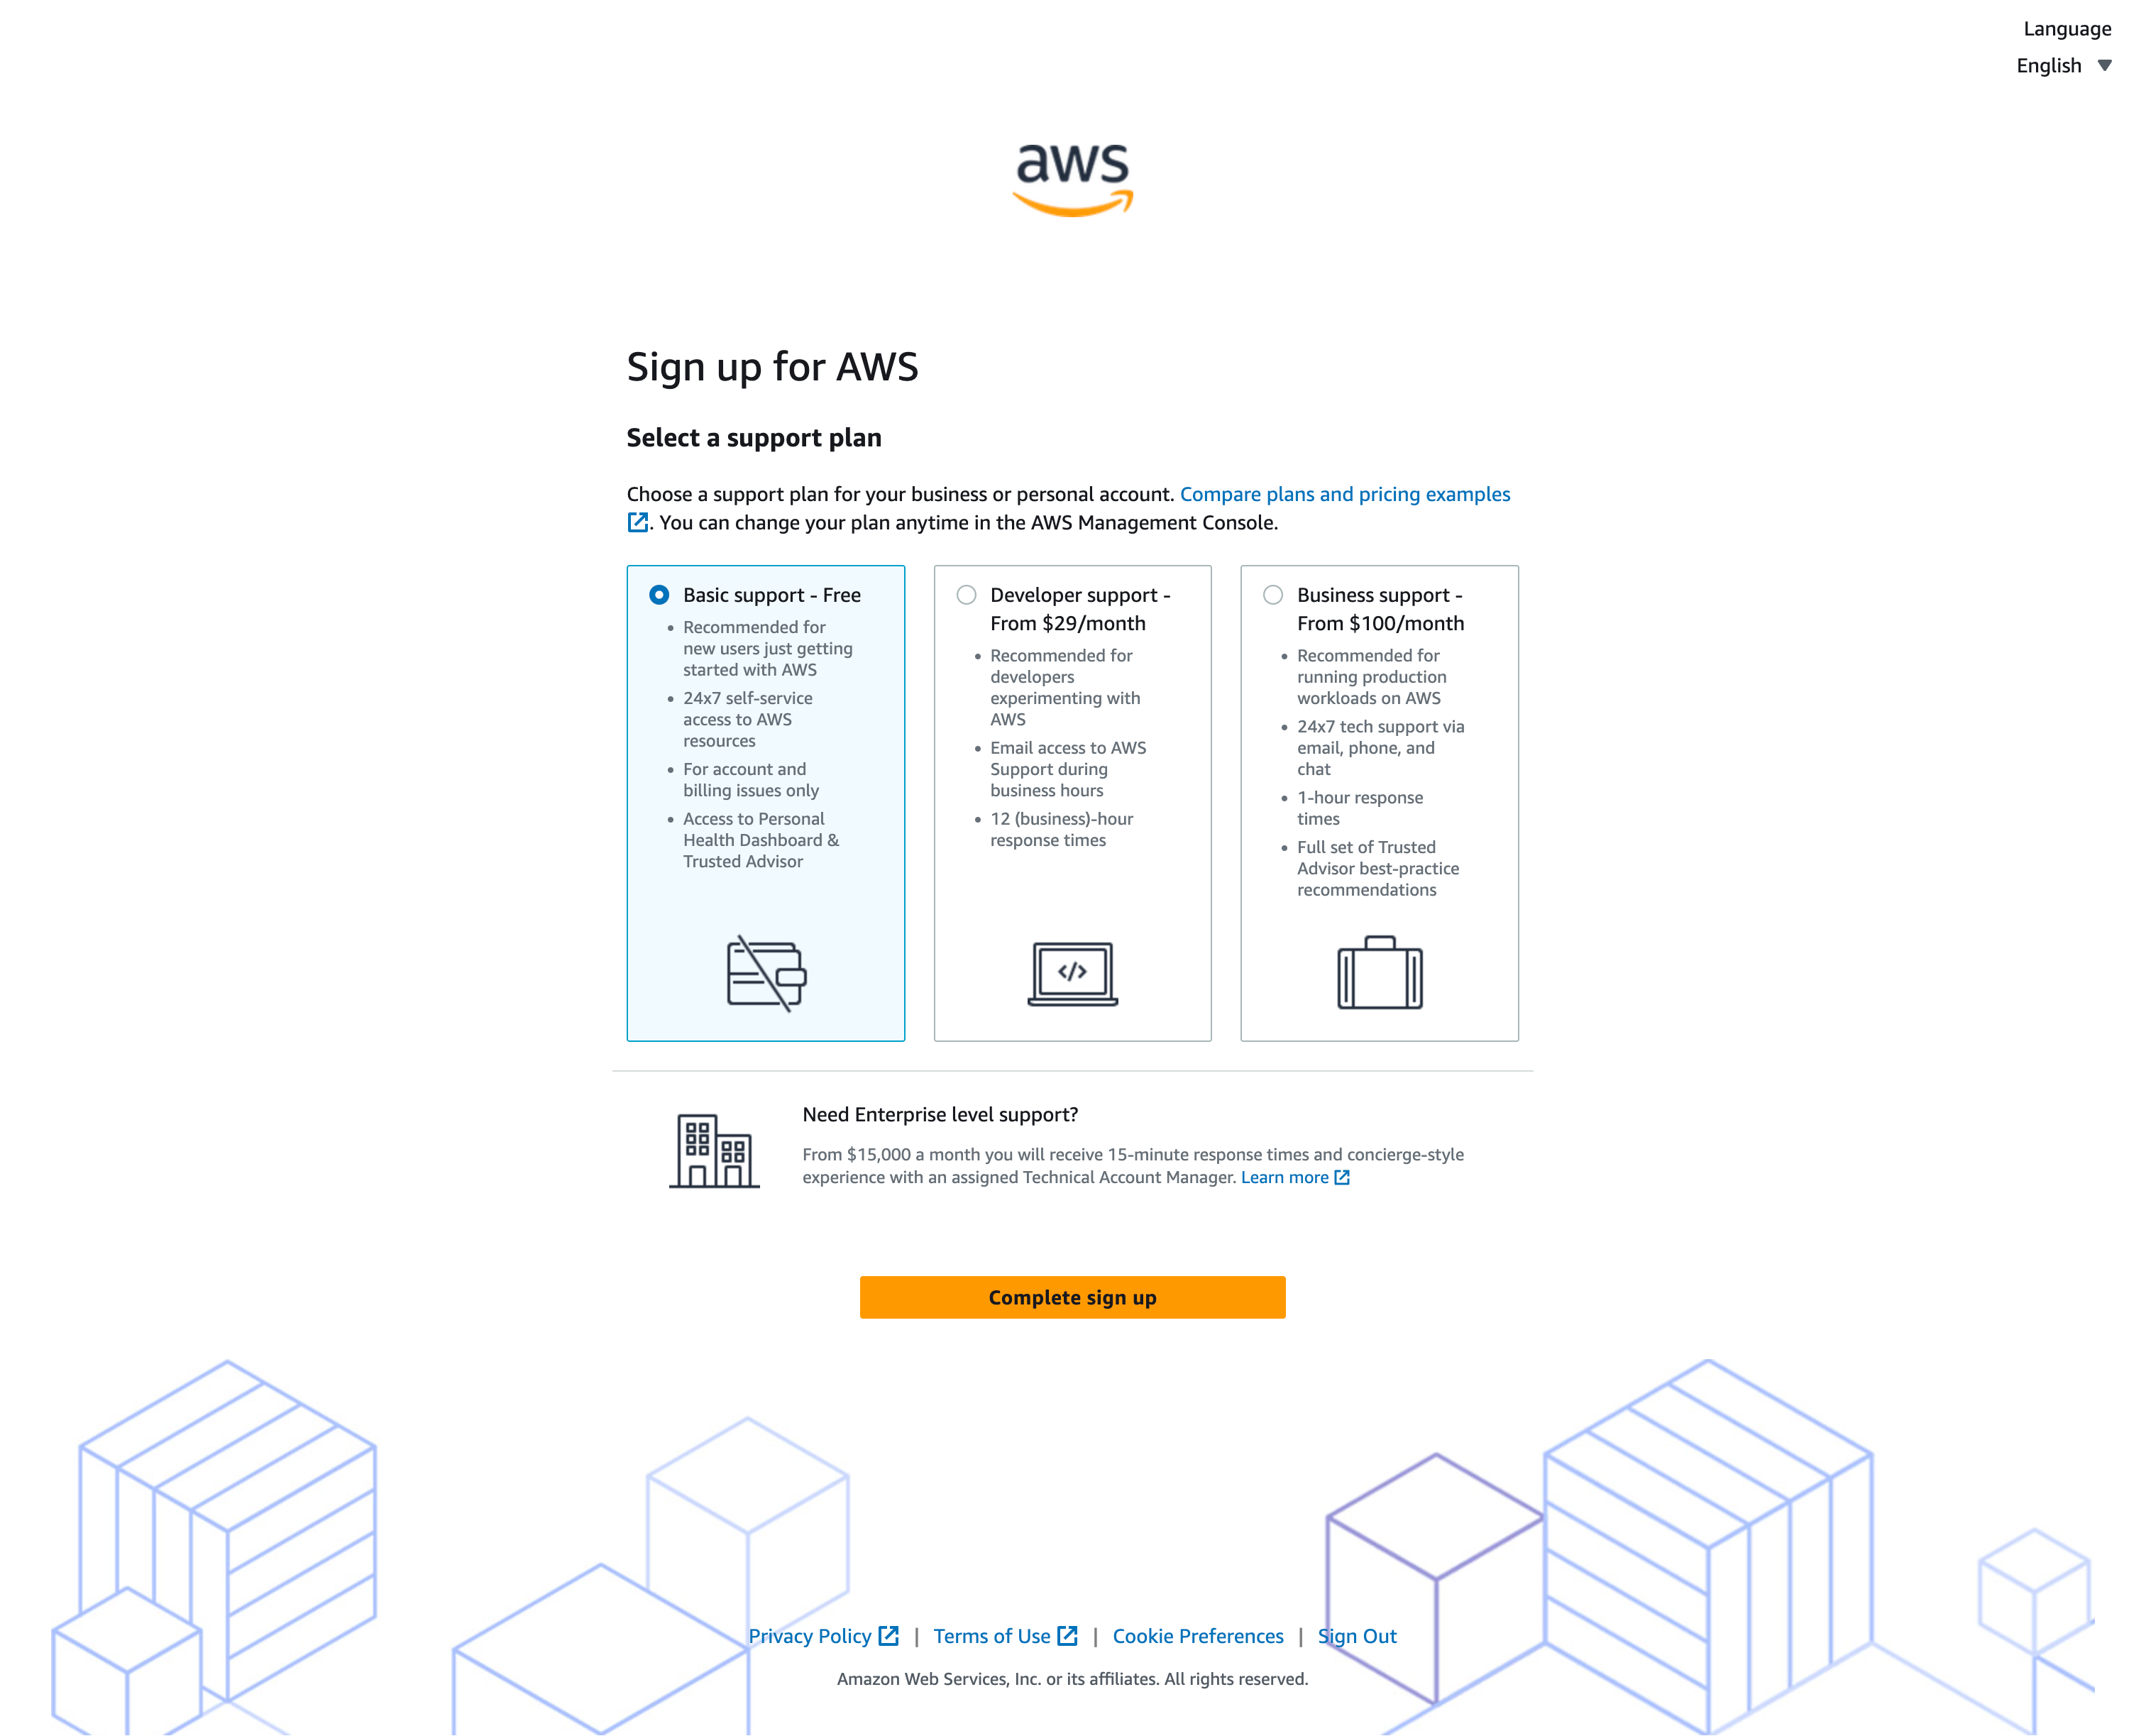 Language
English
aws
Sign up for AWS
Select a support plan
Choose a support plan for your business or personal account. Compare plans and pricing examples
. You can change your plan anytime in the AWS Management Console.
Basic support - Free
• Recommended for
new users just getting
started with AWS
• 24x7 self-service
access to AWS
resources
• For account and
billing issues only
• Access to Personal
Health Dashboard &
Trusted Advisor
Developer support -
From $29/month
• Recommended for
developers
experimenting with
AWS
• Email access to AWS
Support during
business hours
• 12 (business)-hour
response times
</>
Business support -
From $100/month
• Recommended for
running production
workloads on AWS
• 24x7 tech support via
email, phone, and
chat
• 1-hour response
times
• Full set of Trusted
Advisor best-practice
recommendations
Need Enterprise level support?
From $15,000 a month you will receive 15-minute response times and concierge-style
experience with an assigned Technical Account Manager. Learn more
Complete sign up
Privacy Policy | Terms of Use | Cookie Preferences | Sign Out
Amazon Web Services, Inc. or its affiliates. All rights reserved.